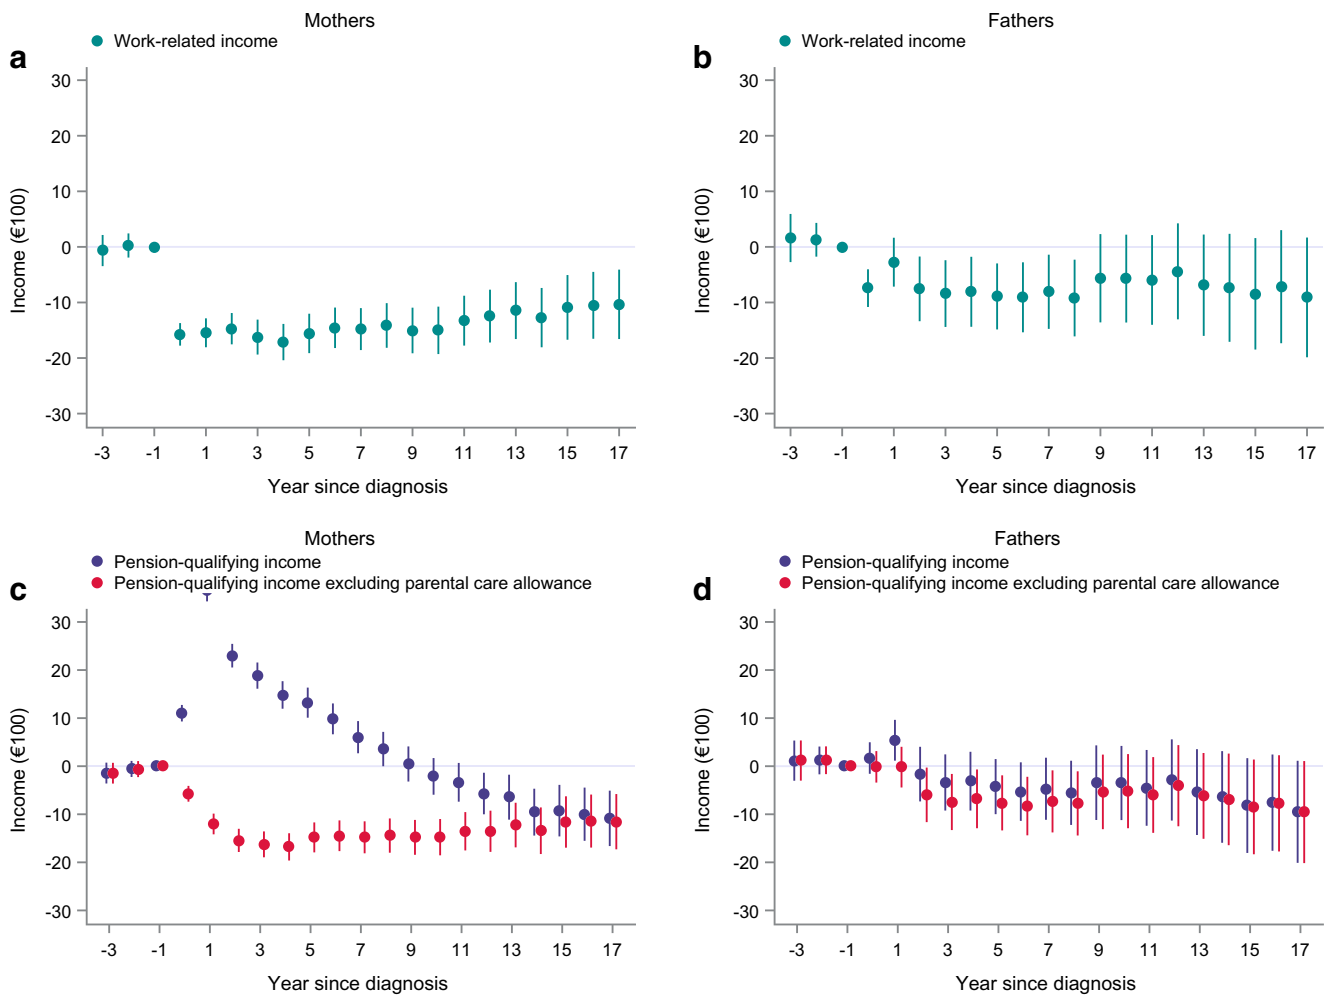 Mothers
a
Work-related income
30
20
10
0
-10
-20
-30
Income (€100)
-3 -1 1 3 5 7 9 11 13 15 17
Year since diagnosis
Fathers
b
Work-related income
30
20
10
0
-10
-20
-30
Income (€100)
-3 -1 1 3 5 7 9 11 13 15 17
Year since diagnosis
Mothers
Pension-qualifying income
c
Pension-qualifying income excluding parental care allowance
30
20
10
0
-10
-20
-30
Income (€100)
-3 -1 1 3 5 7 9 11 13 15 17
Year since diagnosis
Fathers
Pension-qualifying income
d
Pension-qualifying income excluding parental care allowance
30
20
10
0
-10
-20
-30
Income (€100)
-3 -1 1 3 5 7 9 11 13 15 17
Year since diagnosis